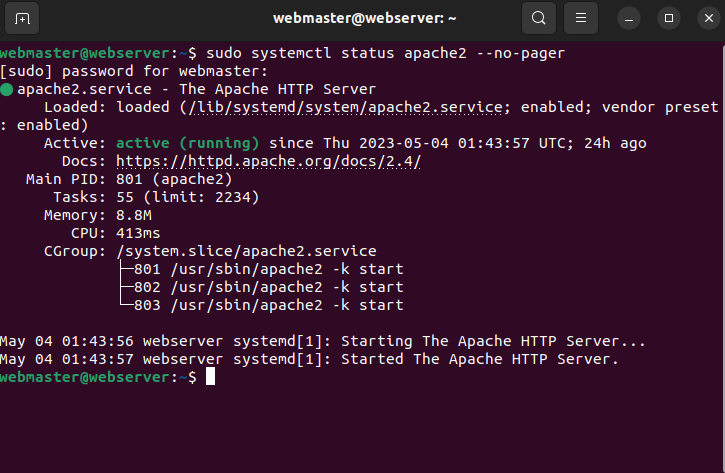 webmaster@webserver: ~
webmaster@webserver:~$ sudo systemctl status apache2 --no-pager
[sudo] password for webmaster:
● apache2.service - The Apache HTTP Server
     Loaded: loaded (/lib/systemd/system/apache2.service; enabled; vendor preset
: enabled)
     Active: active (running) since Thu 2023-05-04 01:43:57 UTC; 24h ago
       Docs: https://httpd.apache.org/docs/2.4/
   Main PID: 801 (apache2)
      Tasks: 55 (limit: 2234)
     Memory: 8.8M
        CPU: 413ms
     CGroup: /system.slice/apache2.service
             ├─801 /usr/sbin/apache2 -k start
             ├─802 /usr/sbin/apache2 -k start
             └─803 /usr/sbin/apache2 -k start

May 04 01:43:56 webserver systemd[1]: Starting The Apache HTTP Server...
May 04 01:43:57 webserver systemd[1]: Started The Apache HTTP Server.
webmaster@webserver:~$